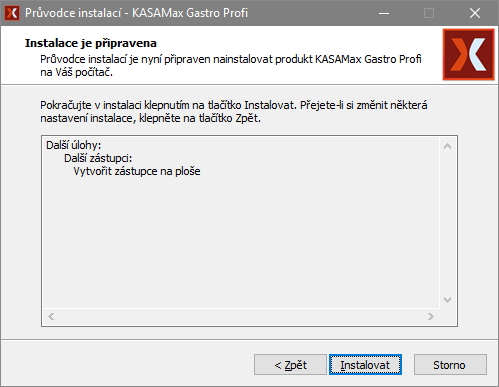 Průvodce instalací - KASAMax Gastro Profi
Instalace je připravena
Průvodce instalací je nyní připraven nainstalovat produkt KASAMax Gastro Profi
na Váš počítač.
Pokračujte v instalaci klepnutím na tlačítko Instalovat. Přejete-li si změnit některá
nastavení instalace, klepněte na tlačítko Zpět.
Další úlohy:
Další zástupci:
Vytvořit zástupce na ploše
< Zpět
Instalovat
Storno